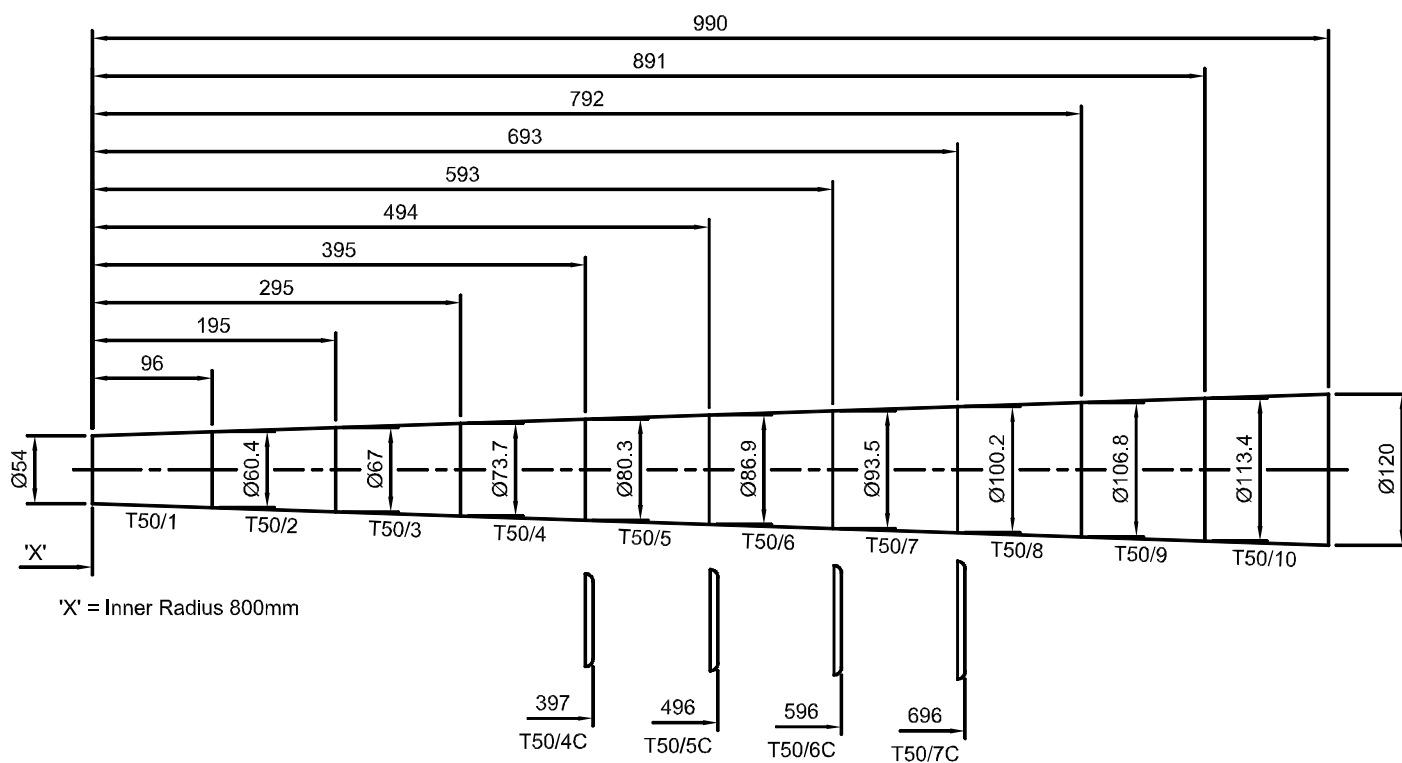 990
891
792
693
593
494
395
295
195
96
Ø54
Ø60.4
Ø67
Ø73.7
Ø80.3
Ø86.9
Ø93.5
Ø100.2
Ø106.8
Ø113.4
Ø120
T50/1
T50/2
T50/3
T50/4
T50/5
T50/6
T50/7
T50/8
T50/9
T50/10
'X'
'X' = Inner Radius 800mm
397
496
596
696
T50/4C
T50/5C
T50/6C
T50/7C